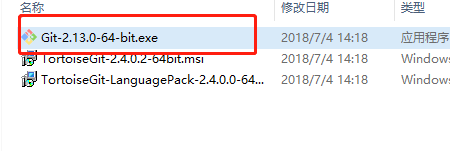 名称 修改日期 类型
Git-2.13.0-64-bit.exe 2018/7/4 14:18 应用程序
TortoiseGit-2.4.0.2-64bit.msi 2018/7/4 14:18 Windows
TortoiseGit-LanguagePack-2.4.0.0-64... 2018/7/4 14:18 Windows